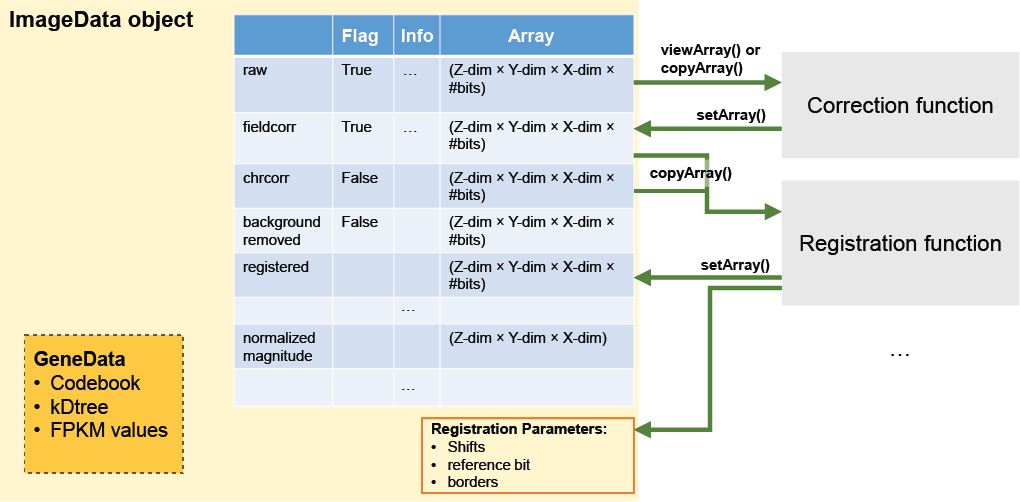 ImageData object
Flag Info Array
raw True … (Z-dim × Y-dim × X-dim ×
#bits)
fieldcorr True … (Z-dim × Y-dim × X-dim ×
#bits)
chrcorr False (Z-dim × Y-dim × X-dim ×
#bits)
background False (Z-dim × Y-dim × X-dim ×
removed #bits)
registered (Z-dim × Y-dim × X-dim ×
#bits)
…
normalized (Z-dim × Y-dim × X-dim)
magnitude
…
viewArray() or
copyArray()
Correction function
setArray()
copyArray()
Registration function
setArray()
…
GeneData
• Codebook
• kDtree
• FPKM values
Registration Parameters:
• Shifts
• reference bit
• borders